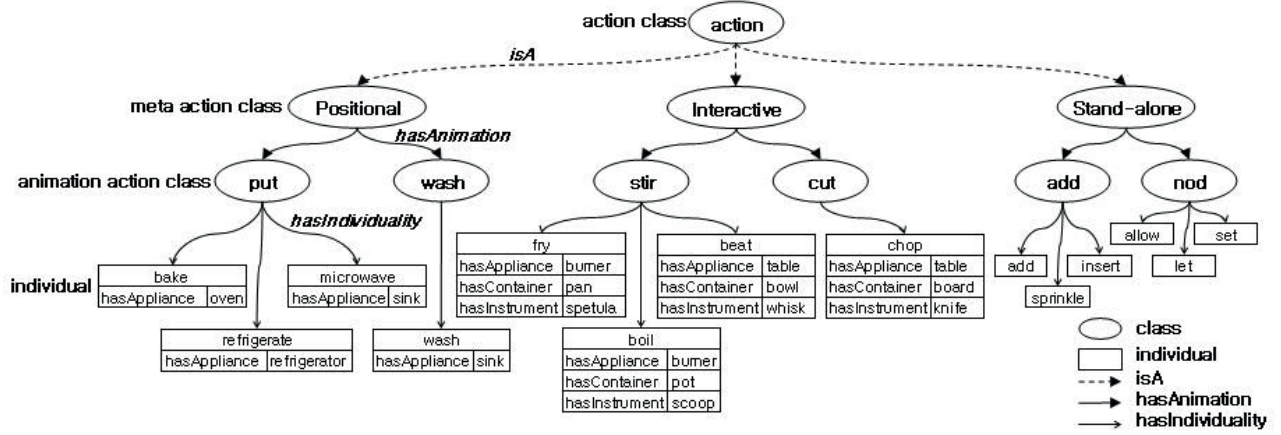 action class
action
isA
meta action class
Positional
Interactive
Stand-alone
hasAnimation
animation action class
put
wash
stir
cut
add
nod
hasIndividuality
individual
bake
hasAppliance oven
microwave
hasAppliance sink
refrigerate
hasAppliance refrigerator
wash
hasAppliance sink
fry
hasAppliance burner
hasContainer pan
hasInstrument spetula
beat
hasAppliance table
hasContainer bowl
hasInstrument whisk
boil
hasAppliance burner
hasContainer pot
hasInstrument scoop
chop
hasAppliance table
hasContainer board
hasInstrument knife
add
sprinkle
insert
allow
let
set
class
individual
isA
hasAnimation
hasIndividuality